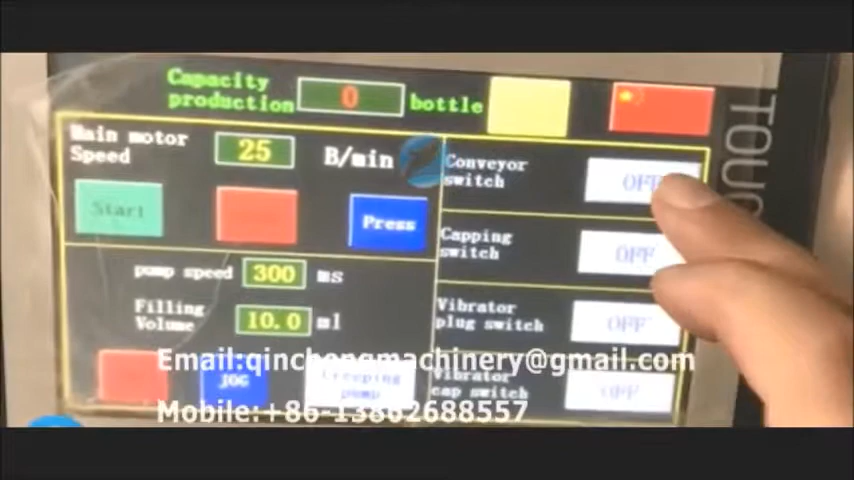 Capacity
production 0 bottle
Main motor
Speed 25 B/min
Start
Press
pump speed 300 ms
Filling
Volume 10.0 ml
JOG
Creeping
pump
Conveyor
switch OFF
Capping
switch OFF
Vibrator
plug switch OFF
Vibrator
cap switch OFF
TOUC
Email:qinchengmachinery@gmail.com
Mobile:+86-13862688557